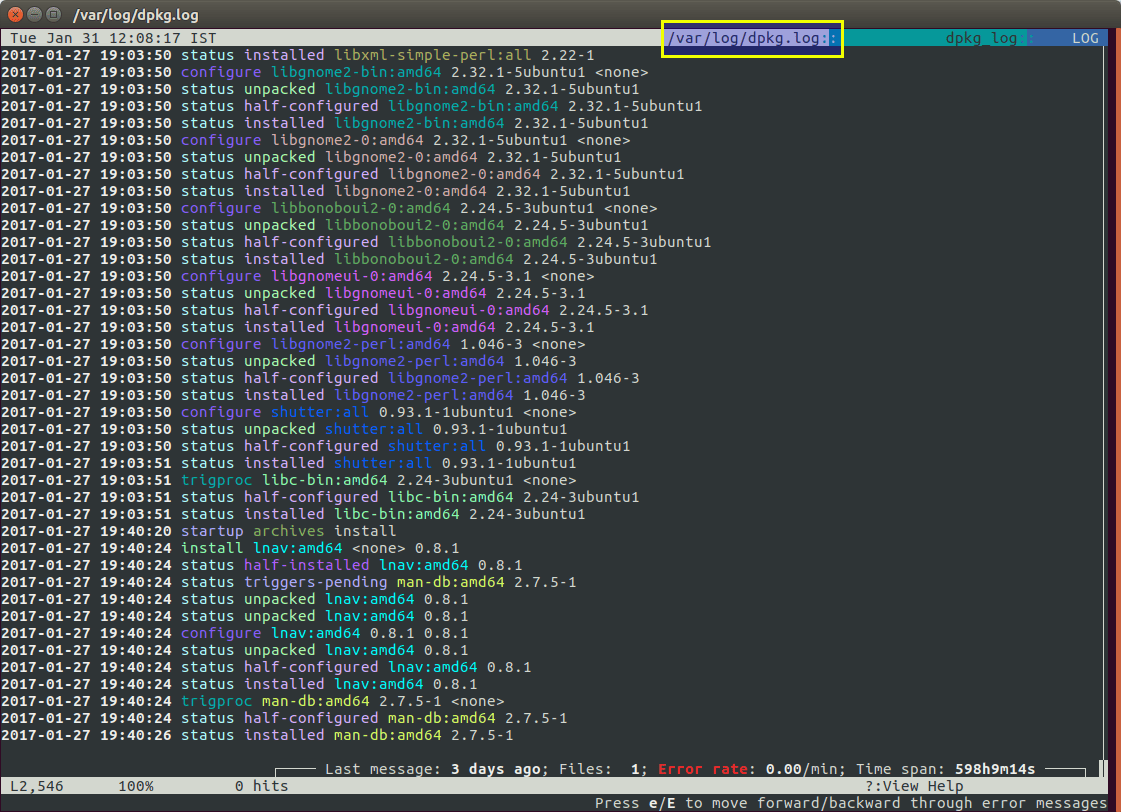 /var/log/dpkg.log
Tue Jan 31 12:08:17 IST /var/log/dpkg.log: dpkg_log: LOG
2017-01-27 19:03:50 status installed libxml-simple-perl:all 2.22-1
2017-01-27 19:03:50 configure libgnome2-bin:amd64 2.32.1-5ubuntu1 <none>
2017-01-27 19:03:50 status unpacked libgnome2-bin:amd64 2.32.1-5ubuntu1
2017-01-27 19:03:50 status half-configured libgnome2-bin:amd64 2.32.1-5ubuntu1
2017-01-27 19:03:50 status installed libgnome2-bin:amd64 2.32.1-5ubuntu1
2017-01-27 19:03:50 configure libgnome2-0:amd64 2.32.1-5ubuntu1 <none>
2017-01-27 19:03:50 status unpacked libgnome2-0:amd64 2.32.1-5ubuntu1
2017-01-27 19:03:50 status half-configured libgnome2-0:amd64 2.32.1-5ubuntu1
2017-01-27 19:03:50 status installed libgnome2-0:amd64 2.32.1-5ubuntu1
2017-01-27 19:03:50 configure libbonoboui2-0:amd64 2.24.5-3ubuntu1 <none>
2017-01-27 19:03:50 status unpacked libbonoboui2-0:amd64 2.24.5-3ubuntu1
2017-01-27 19:03:50 status half-configured libbonoboui2-0:amd64 2.24.5-3ubuntu1
2017-01-27 19:03:50 status installed libbonoboui2-0:amd64 2.24.5-3ubuntu1
2017-01-27 19:03:50 configure libgnomeui-0:amd64 2.24.5-3.1 <none>
2017-01-27 19:03:50 status unpacked libgnomeui-0:amd64 2.24.5-3.1
2017-01-27 19:03:50 status half-configured libgnomeui-0:amd64 2.24.5-3.1
2017-01-27 19:03:50 status installed libgnomeui-0:amd64 2.24.5-3.1
2017-01-27 19:03:50 configure libgnome2-perl:amd64 1.046-3 <none>
2017-01-27 19:03:50 status unpacked libgnome2-perl:amd64 1.046-3
2017-01-27 19:03:50 status half-configured libgnome2-perl:amd64 1.046-3
2017-01-27 19:03:50 status installed libgnome2-perl:amd64 1.046-3
2017-01-27 19:03:50 configure shutter:all 0.93.1-1ubuntu1 <none>
2017-01-27 19:03:50 status unpacked shutter:all 0.93.1-1ubuntu1
2017-01-27 19:03:50 status half-configured shutter:all 0.93.1-1ubuntu1
2017-01-27 19:03:51 status installed shutter:all 0.93.1-1ubuntu1
2017-01-27 19:03:51 trigproc libc-bin:amd64 2.24-3ubuntu1 <none>
2017-01-27 19:03:51 status half-configured libc-bin:amd64 2.24-3ubuntu1
2017-01-27 19:03:51 status installed libc-bin:amd64 2.24-3ubuntu1
2017-01-27 19:40:20 startup archives install
2017-01-27 19:40:24 install lnav:amd64 <none> 0.8.1
2017-01-27 19:40:24 status half-installed lnav:amd64 0.8.1
2017-01-27 19:40:24 status triggers-pending man-db:amd64 2.7.5-1
2017-01-27 19:40:24 status unpacked lnav:amd64 0.8.1
2017-01-27 19:40:24 status unpacked lnav:amd64 0.8.1
2017-01-27 19:40:24 configure lnav:amd64 0.8.1 0.8.1
2017-01-27 19:40:24 status unpacked lnav:amd64 0.8.1
2017-01-27 19:40:24 status half-configured lnav:amd64 0.8.1
2017-01-27 19:40:24 status installed lnav:amd64 0.8.1
2017-01-27 19:40:24 trigproc man-db:amd64 2.7.5-1 <none>
2017-01-27 19:40:24 status half-configured man-db:amd64 2.7.5-1
2017-01-27 19:40:26 status installed man-db:amd64 2.7.5-1
Last message: 3 days ago; Files: 1; Error rate: 0.00/min; Time span: 598h9m14s
L2,546 100% 0 hits ?:View Help
Press e/E to move forward/backward through error messages